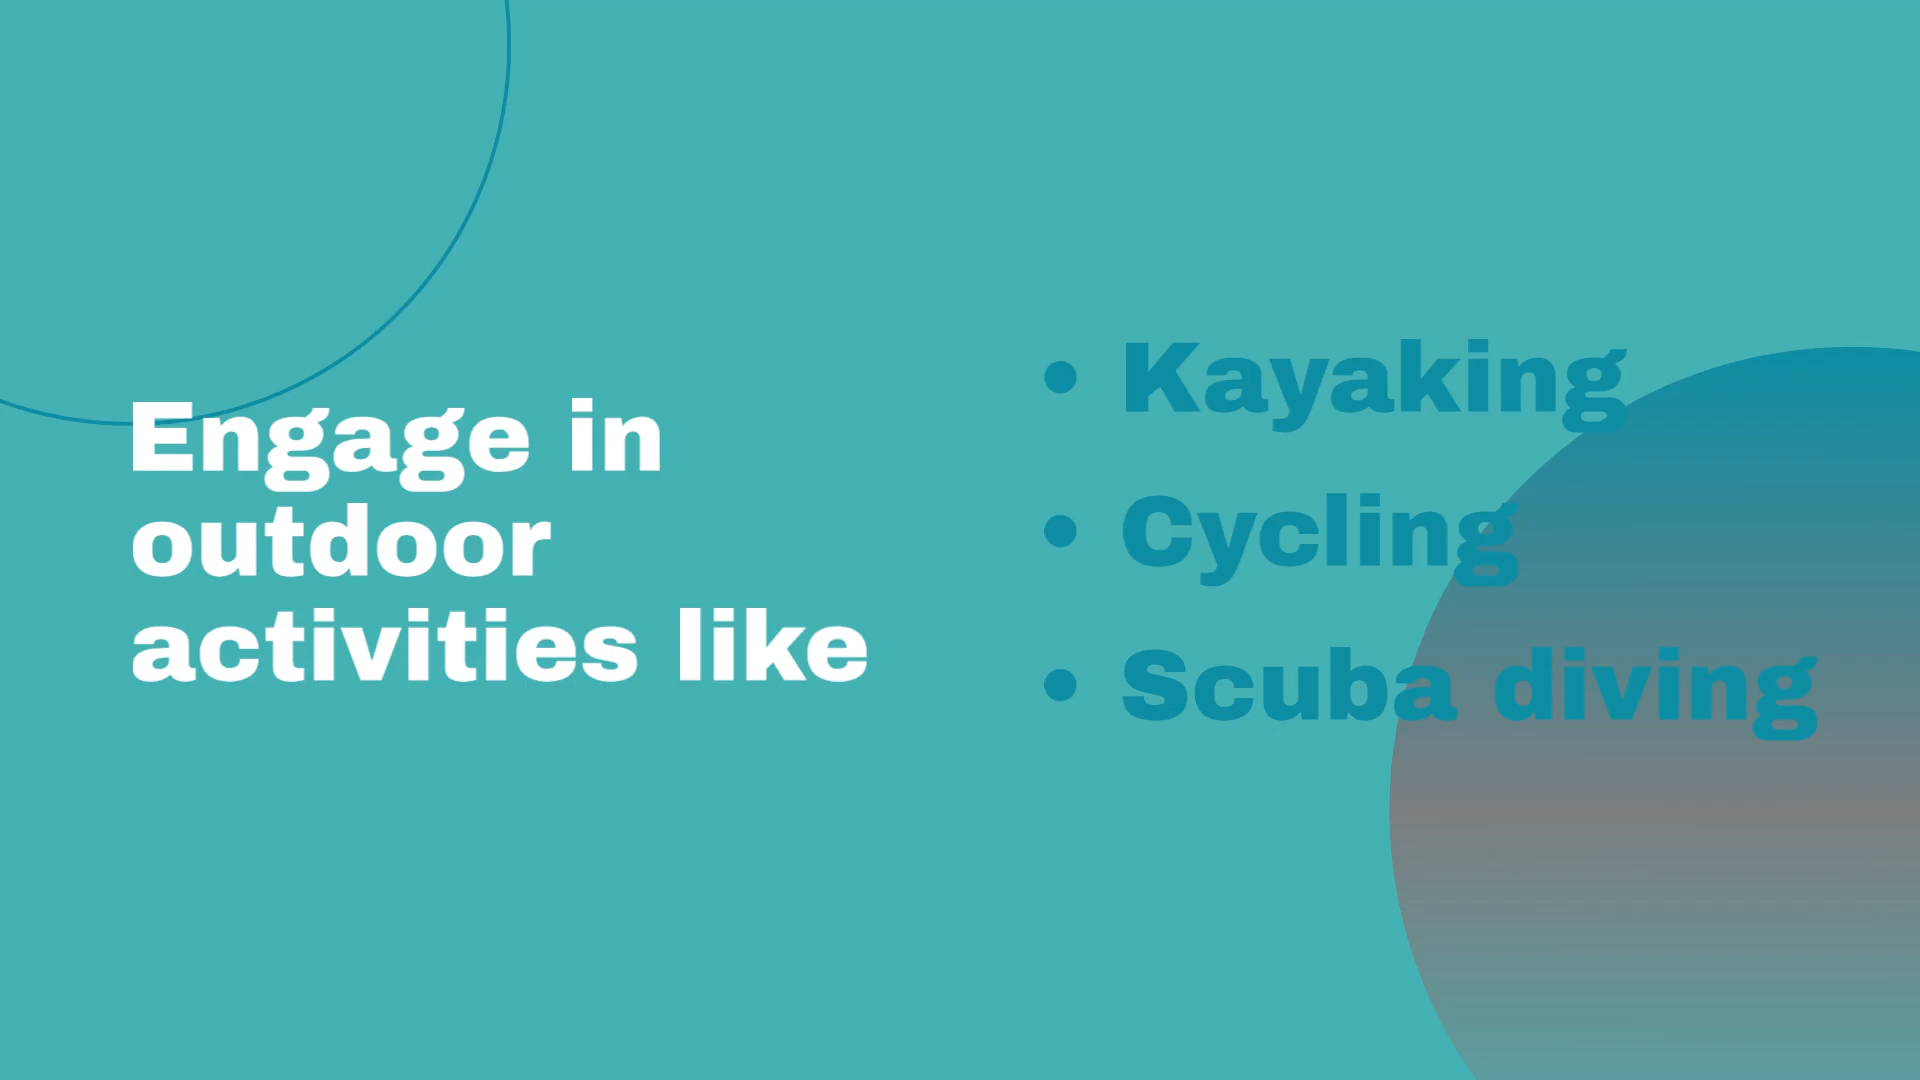 Engage in
outdoor
activities like
• Kayaking
• Cycling
• Scuba diving